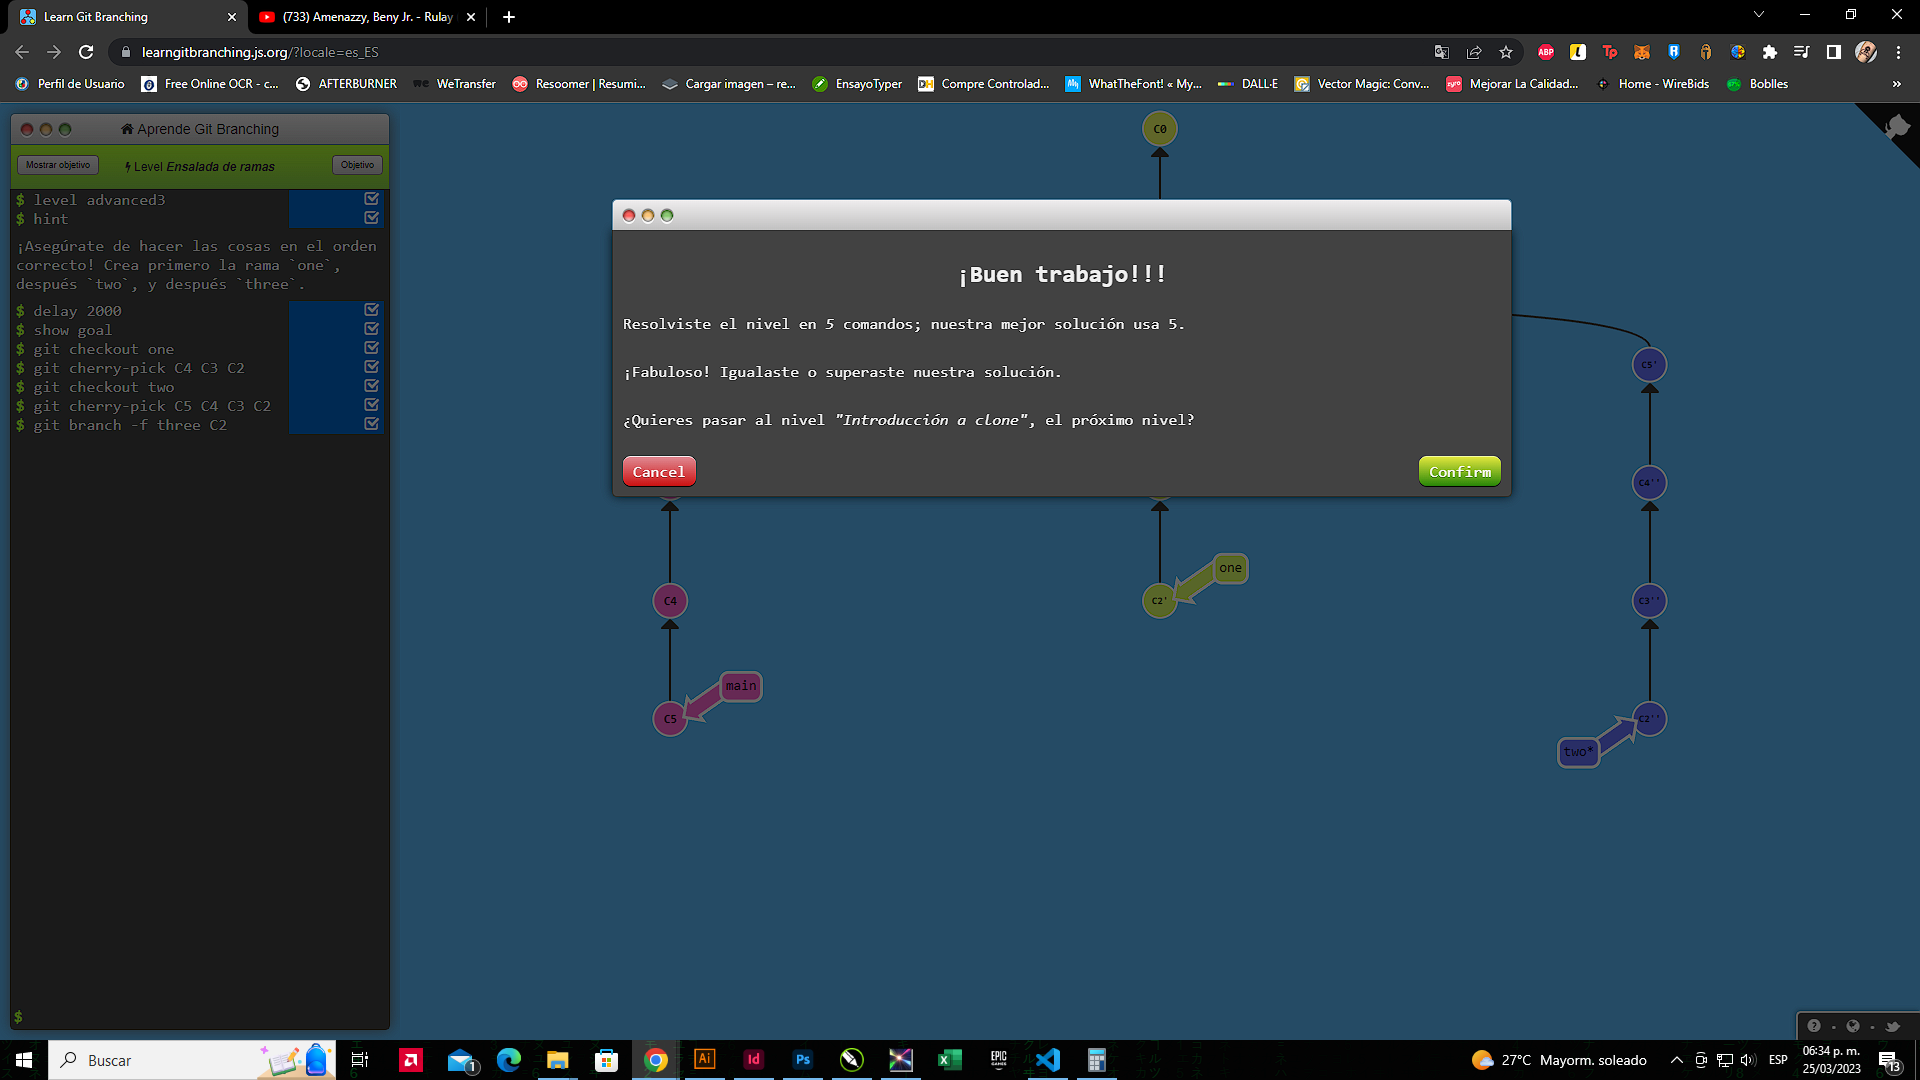 Learn Git Branching
(733) Amenazzy, Beny Jr. - Rulay
learngitbranching.js.org/?locale=es_ES
Perfil de Usuario
Free Online OCR - c...
AFTERBURNER
WeTransfer
Resoomer | Resumi...
Cargar imagen – re...
EnsayoTyper
Compre Controlad...
WhatTheFont! « My...
DALL·E
Vector Magic: Conv...
Mejorar La Calidad...
Home - WireBids
Boblles
»
Aprende Git Branching
Mostrar objetivo
Level Ensalada de ramas
Objetivo
$ level advanced3
$ hint
¡Asegúrate de hacer las cosas en el orden
correcto! Crea primero la rama `one`,
después `two`, y después `three`.
$ delay 2000
$ show goal
$ git checkout one
$ git cherry-pick C4 C3 C2
$ git checkout two
$ git cherry-pick C5 C4 C3 C2
$ git branch -f three C2
$
C0
¡Buen trabajo!!!
Resolviste el nivel en 5 comandos; nuestra mejor solución usa 5.
¡Fabuloso! Igualaste o superaste nuestra solución.
¿Quieres pasar al nivel "Introducción a clone", el próximo nivel?
Cancel
Confirm
C5'
C4''
one
C4
C2'
C3''
main
C5
C2''
two*
Buscar
27°C Mayorm. soleado
ESP
06:34 p. m.
25/03/2023
13